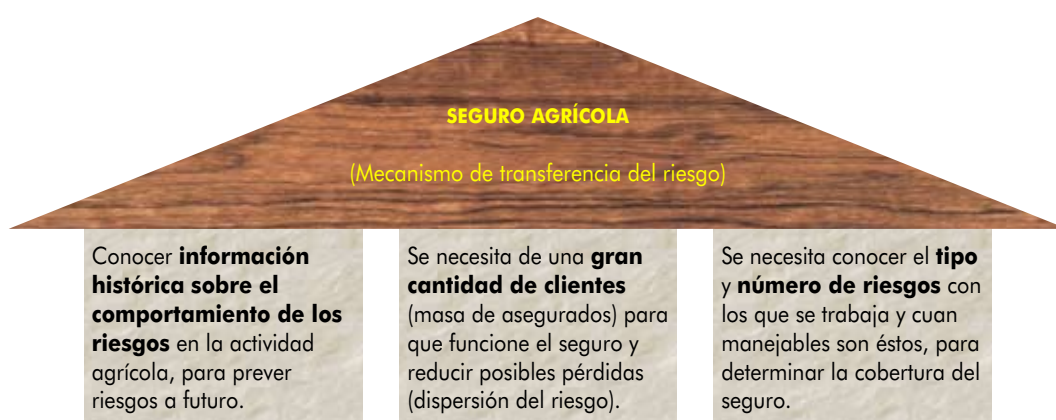 SEGURO AGRÍCOLA
(Mecanismo de transferencia del riesgo)
Conocer información
histórica sobre el
comportamiento de los
riesgos en la actividad
agrícola, para prever
riesgos a futuro.
Se necesita de una gran
cantidad de clientes
(masa de asegurados) para
que funcione el seguro y
reducir posibles pérdidas
(dispersión del riesgo).
Se necesita conocer el tipo
y número de riesgos con
los que se trabaja y cuan
manejables son éstos, para
determinar la cobertura del
seguro.